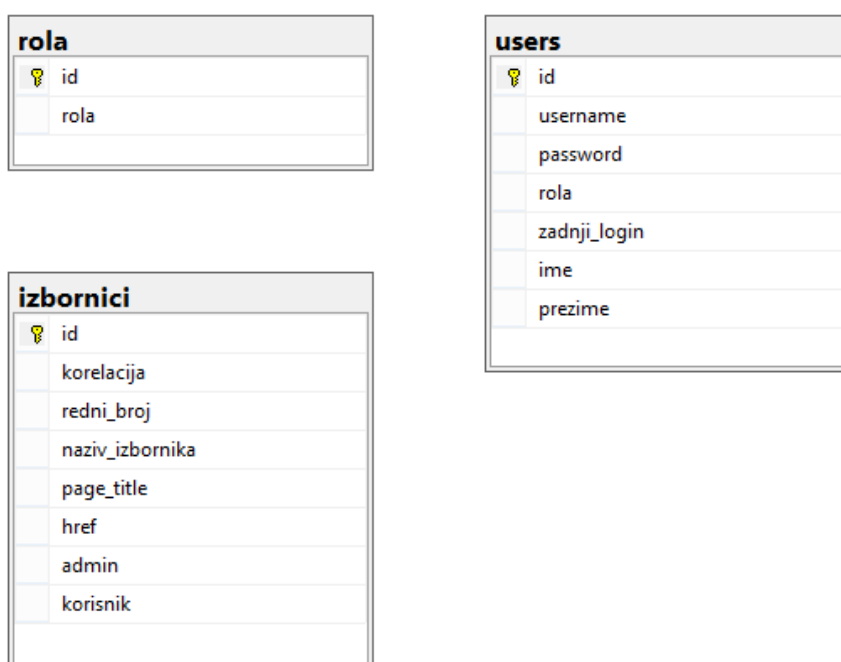 rola
id
rola
users
id
username
password
rola
zadnji_login
ime
prezime
izbornici
id
korelacija
redni_broj
naziv_izbornika
page_title
href
admin
korisnik